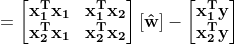 = [x₁ᵀx₁ x₁ᵀx₂] [ŵ] − [x₁ᵀy]
[x₂ᵀx₁ x₂ᵀx₂] [x₂ᵀy]